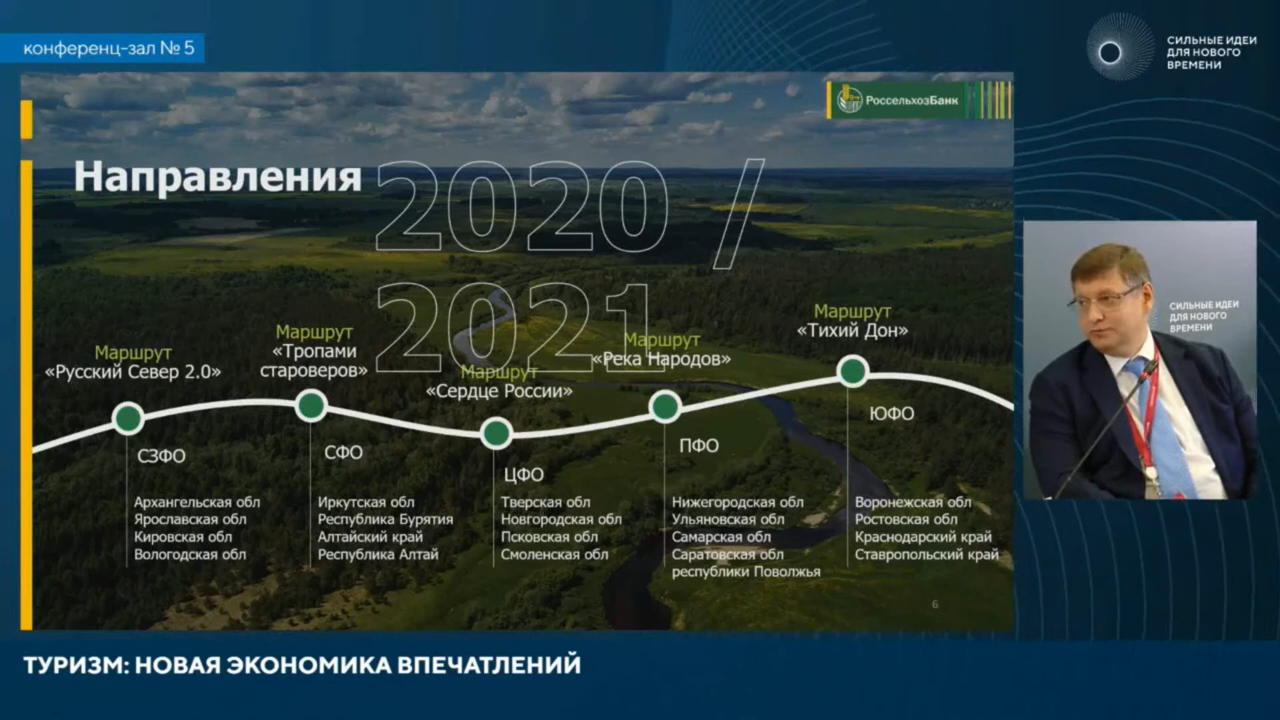 конференц-зал № 5
СИЛЬНЫЕ ИДЕИ
ДЛЯ НОВОГО
ВРЕМЕНИ
РоссельхозБанк
Направления
2020 /
2021
Маршрут
«Русский Север 2.0»
СЗФО
Архангельская обл
Ярославская обл
Кировская обл
Вологодская обл
Маршрут
«Тропами
староверов»
СФО
Иркутская обл
Республика Бурятия
Алтайский край
Республика Алтай
Маршрут
«Сердце России»
ЦФО
Тверская обл
Новгородская обл
Псковская обл
Смоленская обл
Маршрут
«Река Народов»
ПФО
Нижегородская обл
Ульяновская обл
Самарская обл
Саратовская обл
республики Поволжья
Маршрут
«Тихий Дон»
ЮФО
Воронежская обл
Ростовская обл
Краснодарский край
Ставропольский край
6
СИЛЬНЫЕ ИДЕИ
ДЛЯ НОВОГО
ВРЕМЕНИ
ТУРИЗМ: НОВАЯ ЭКОНОМИКА ВПЕЧАТЛЕНИЙ